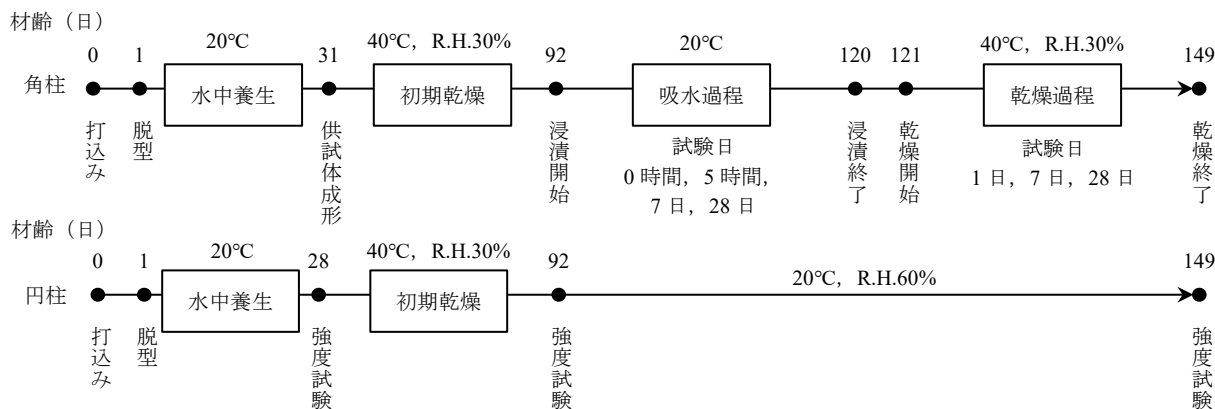 材齢（日）
20℃ 40℃，R.H.30% 20℃ 40℃，R.H.30%
0 1 31 92 120 121 149
角柱 水中養生 初期乾燥 吸水過程 乾燥過程
打込み 脱型 供試体成形 浸漬開始 浸漬終了 乾燥開始 乾燥終了
試験日 試験日
0 時間，5 時間， 1 日，7 日，28 日
7 日，28 日
材齢（日）
20℃ 40℃，R.H.30%
0 1 28 92 149
20℃，R.H.60%
円柱 水中養生 初期乾燥
打込み 脱型 強度試験 強度試験 強度試験